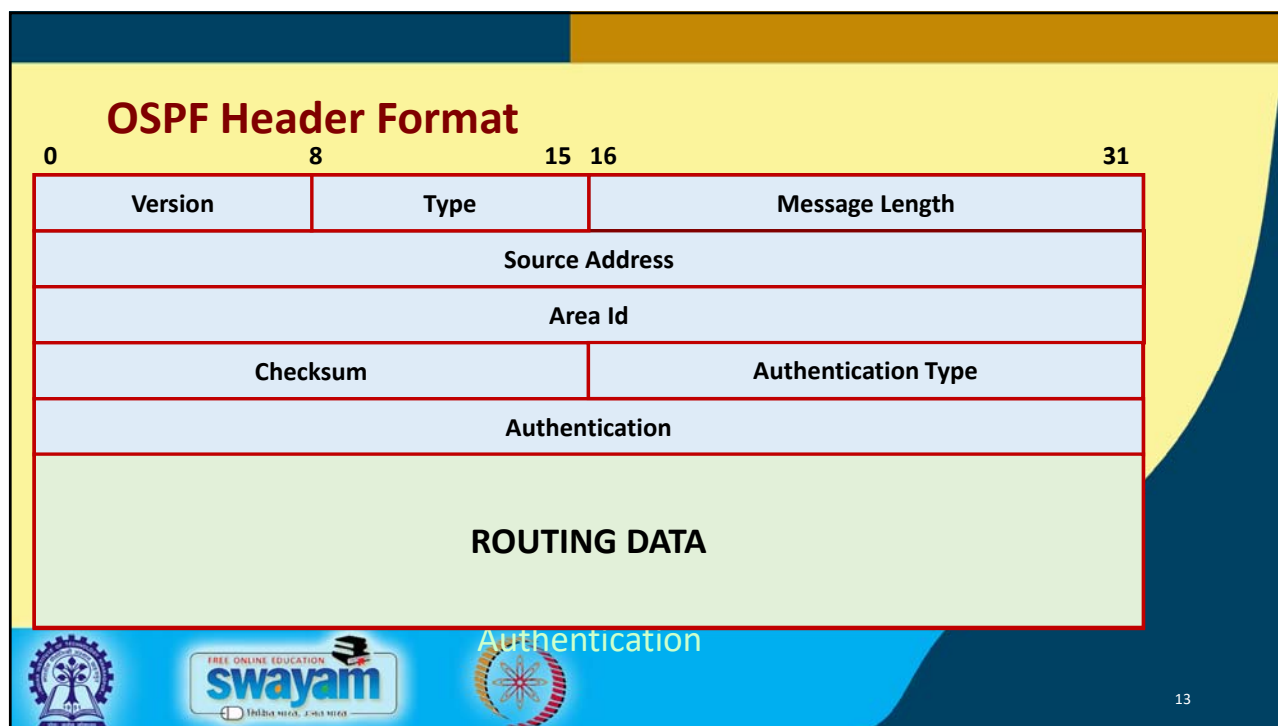 OSPF Header Format
0 8 15 16 31
Version Type Message Length
Source Address
Area Id
Checksum Authentication Type
Authentication
ROUTING DATA
Authentication
FREE ONLINE EDUCATION
swayam
13